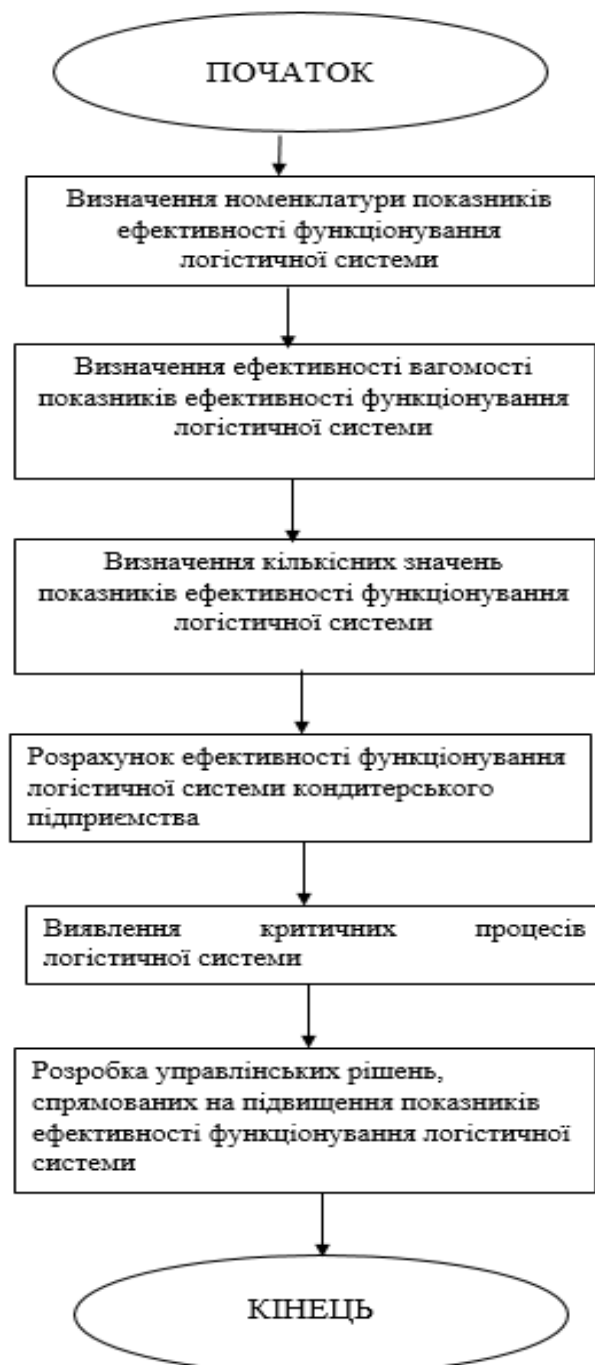 ПОЧАТОК
Визначення номенклатури показників
ефективності функціонування
логістичної системи
Визначення ефективності вагомості
показників ефективності функціонування
логістичної системи
Визначення кількісних значень
показників ефективності функціонування
логістичної системи
Розрахунок ефективності функціонування
логістичної системи кондитерського
підприємства
Виявлення критичних процесів
логістичної системи
Розробка управлінських рішень,
спрямованих на підвищення показників
ефективності функціонування логістичної
системи
КІНЕЦЬ